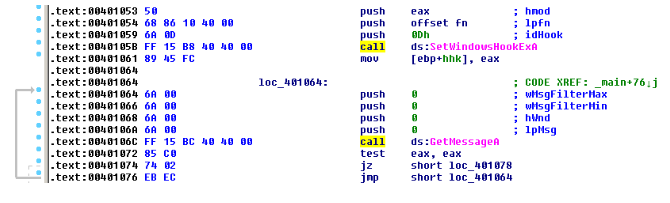 .text:00401053 50 push eax ; hmod
.text:00401054 68 86 10 40 00 push offset fn ; lpfn
.text:00401059 6A 0D push 0Dh ; idHook
.text:0040105B FF 15 B8 40 40 00 call ds:SetWindowsHookExA
.text:00401061 89 45 FC mov [ebp+hhk], eax
.text:00401064
.text:00401064 loc_401064: ; CODE XREF: _main+76↓j
.text:00401064 6A 00 push 0 ; wMsgFilterMax
.text:00401066 6A 00 push 0 ; wMsgFilterMin
.text:00401068 6A 00 push 0 ; hWnd
.text:0040106A 6A 00 push 0 ; lpMsg
.text:0040106C FF 15 BC 40 40 00 call ds:GetMessageA
.text:00401072 85 C0 test eax, eax
.text:00401074 74 02 jz short loc_401078
.text:00401076 EB EC jmp short loc_401064